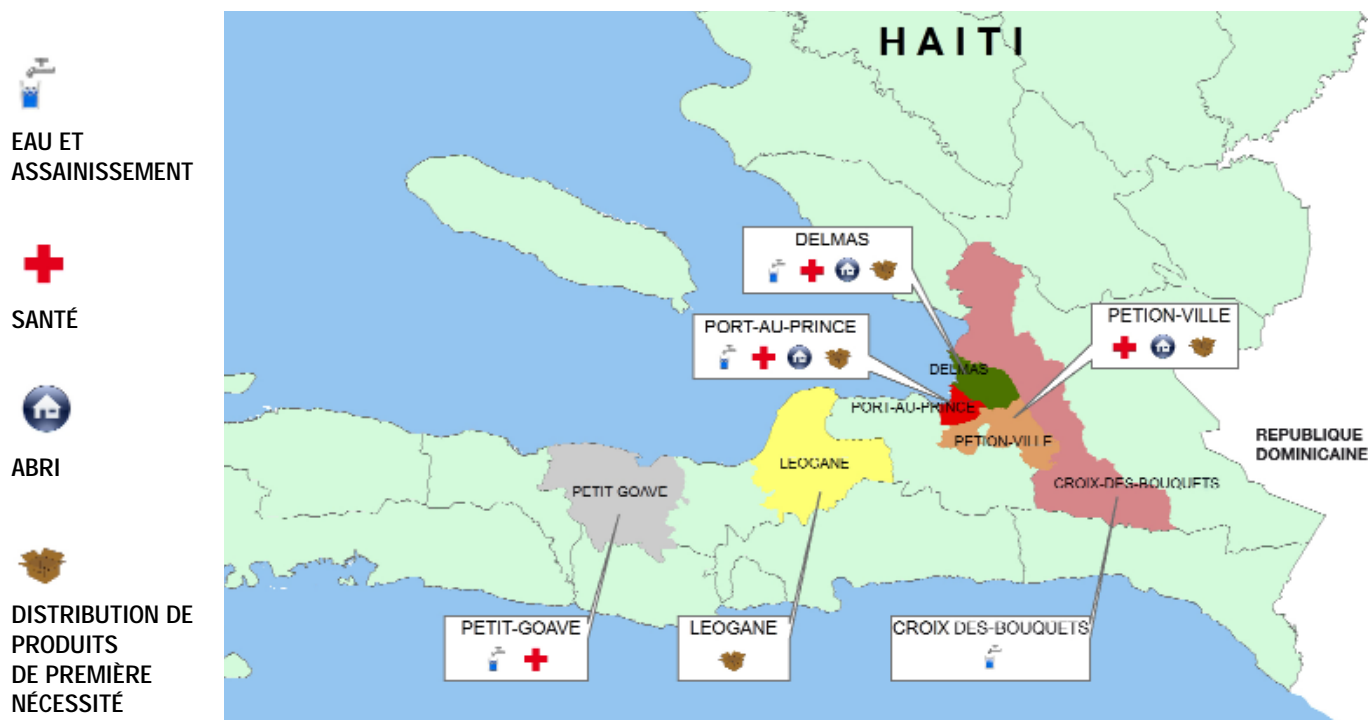 EAU ET
ASSAINISSEMENT
SANTÉ
ABRI
DISTRIBUTION DE
PRODUITS
DE PREMIÈRE
NÉCESSITÉ
HAITI
DELMAS
PORT-AU-PRINCE
PETION-VILLE
DELMAS
PORT-AU-PRINCE
PETION-VILLE
REPUBLIQUE
DOMINICAINE
LEOGANE
PETIT GOAVE
CROIX-DES-BOUQUETS
PETIT-GOAVE
LEOGANE
CROIX DES-BOUQUETS